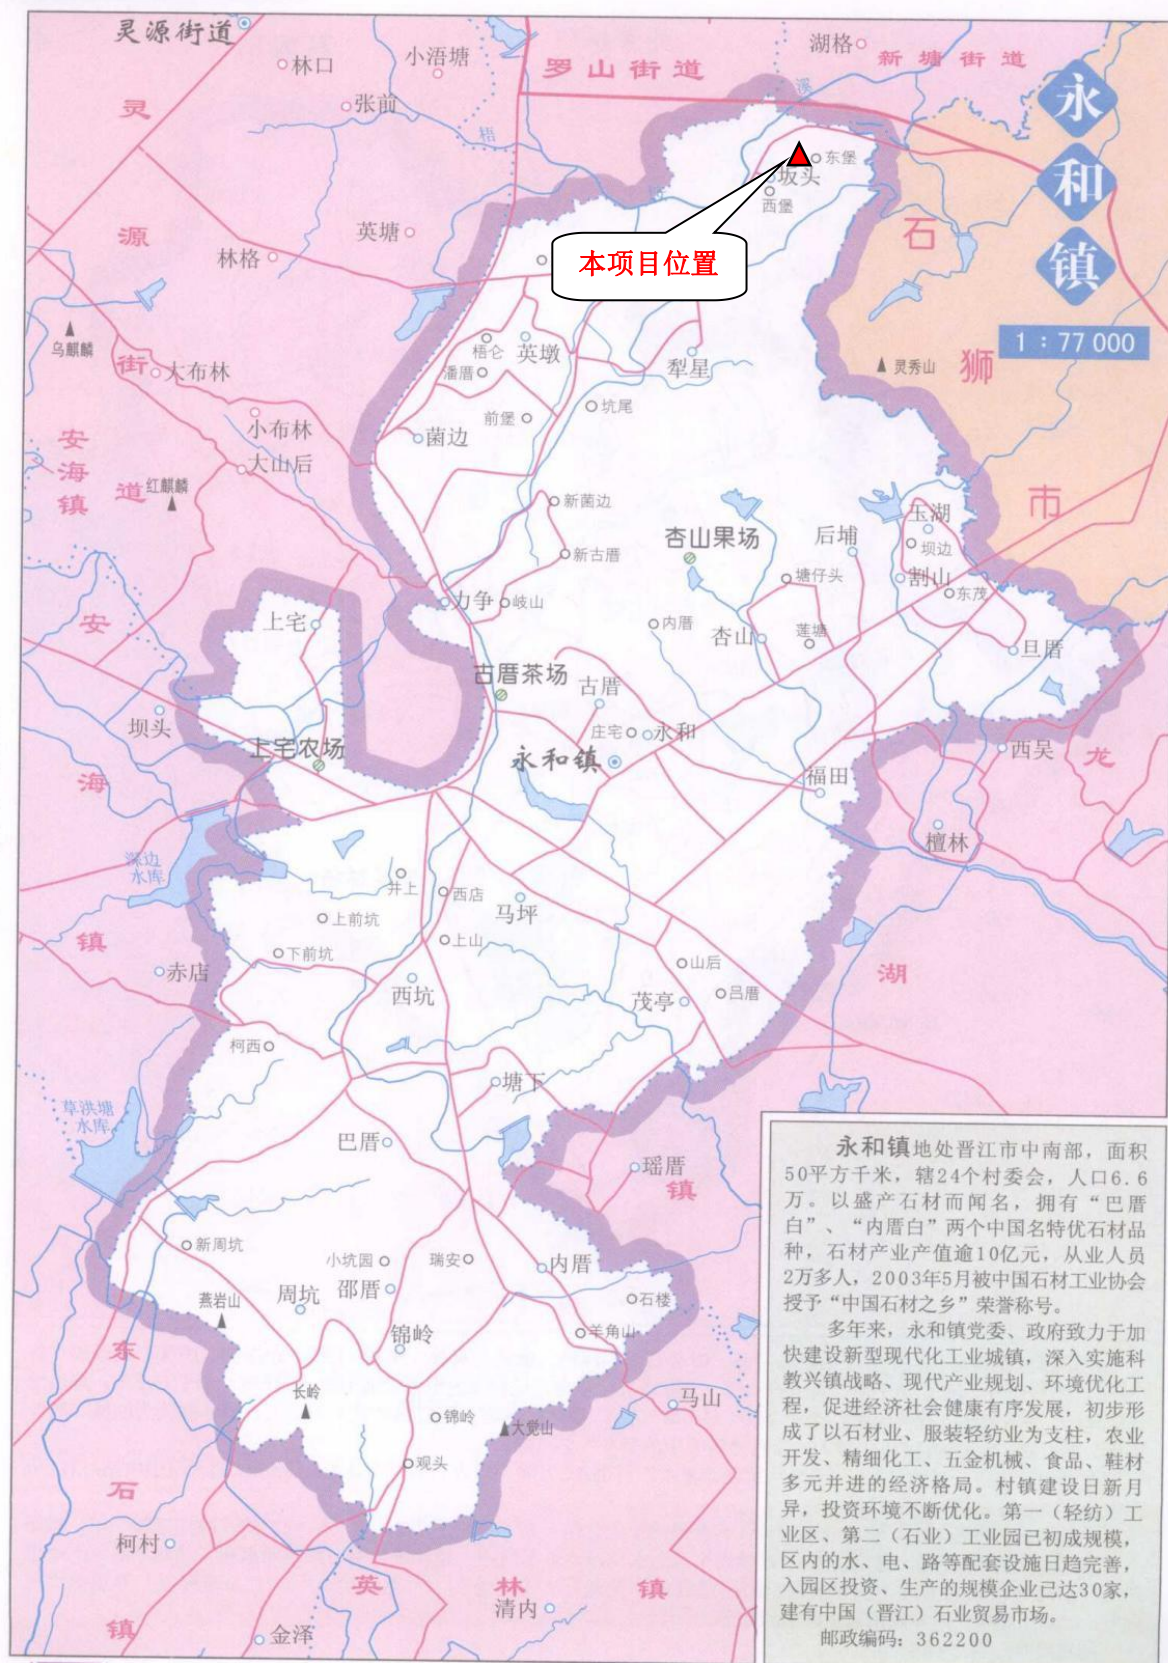 灵源街道
林口
小浯塘
湖格
罗山街道
新塘街道
永和镇
灵源街道
张前
梧
溪
东堡
坂头
西堡
英塘
林格
本项目位置
石狮市
1：77 000
乌麒麟
大布林
梧仑
英墩
潘厝
犁星
灵秀山
前堡
坑尾
小布林
菌边
大山后
安海镇
红麒麟
新菌边
杏山果场
后埔
玉湖
坝边
新古厝
塘仔头
割山
东茂
力争
岐山
上宅
内厝
杏山
莲塘
旦厝
古厝茶场
古厝
坝头
庄宅
永和
上宅农场
永和镇
西吴
福田
檀林
安海镇
龙湖镇
深边
水库
井上
西店
马坪
上前坑
上山
下前坑
山后
赤店
西坑
茂亭
吕厝
柯西
塘下
草洪塘
水库
巴厝
瑶厝
新周坑
小坑园
瑞安
内厝
燕岩山
周坑
邵厝
石楼
锦岭
羊角山
长岭
马山
锦岭
大觉山
观头
东石镇
柯村
英林镇
清内
金泽
永和镇地处晋江市中南部，面积
50平方千米，辖24个村委会，人口6.6
万。以盛产石材而闻名，拥有“巴厝
白”、“内厝白”两个中国名特优石材品
种，石材产业产值逾10亿元，从业人员
2万多人，2003年5月被中国石材工业协会
授予“中国石材之乡”荣誉称号。
多年来，永和镇党委、政府致力于加
快建设新型现代化工业城镇，深入实施科
教兴镇战略、现代产业规划、环境优化工
程，促进经济社会健康有序发展，初步形
成了以石材业、服装轻纺业为支柱，农业
开发、精细化工、五金机械、食品、鞋材
多元并进的经济格局。村镇建设日新月
异，投资环境不断优化。第一（轻纺）工
业区、第二（石业）工业园已初成规模，
区内的水、电、路等配套设施日趋完善，
入园区投资、生产的规模企业已达30家，
建有中国（晋江）石业贸易市场。
邮政编码：362200